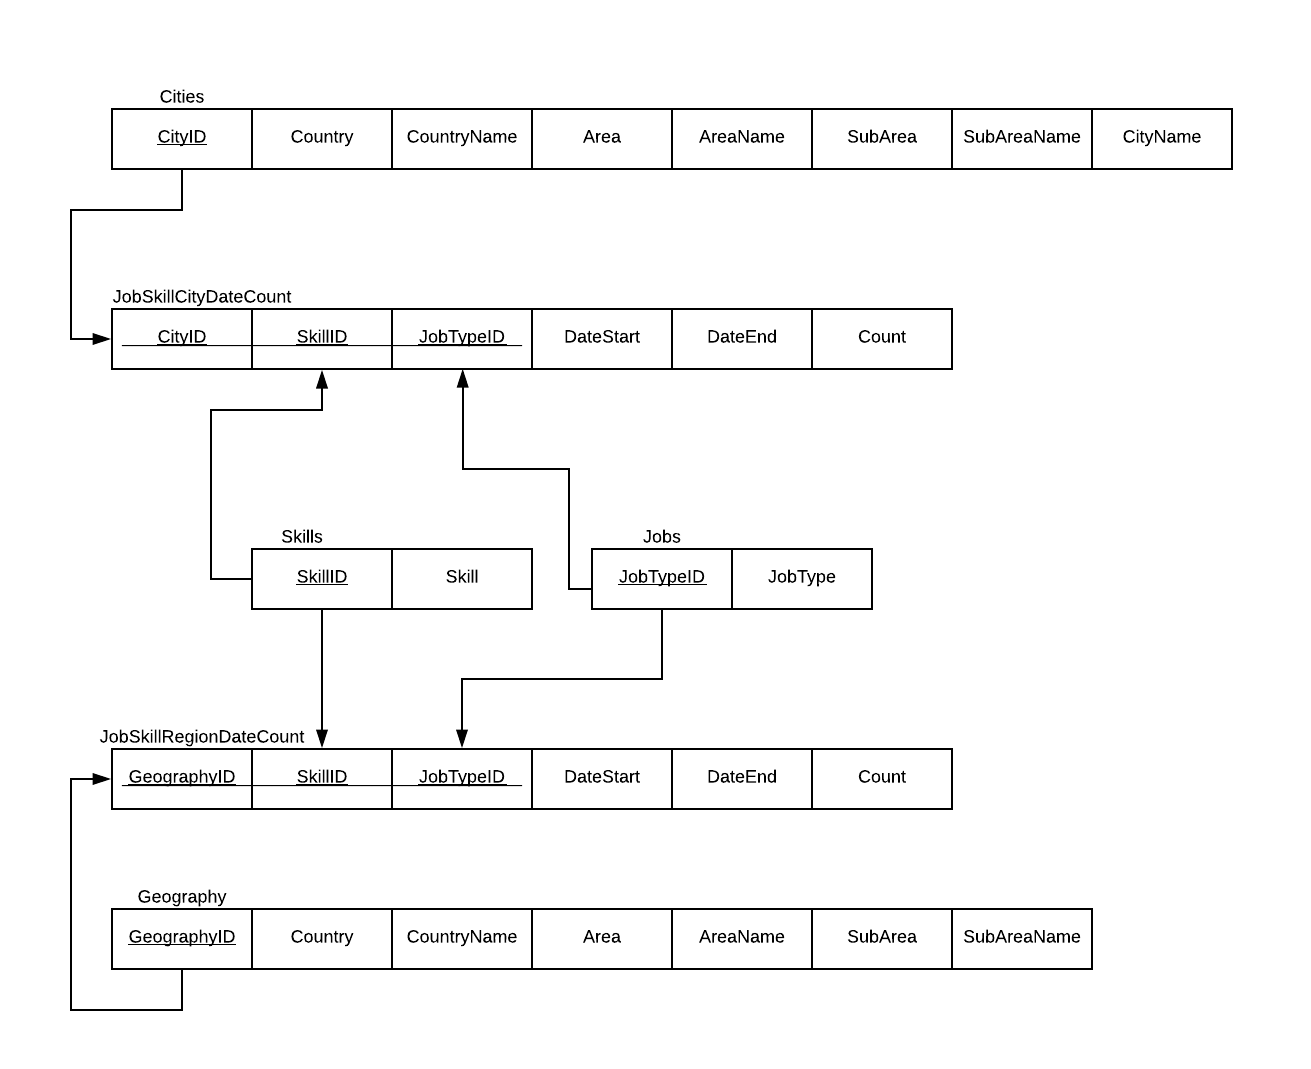 Cities
CityID Country CountryName Area AreaName SubArea SubAreaName CityName
JobSkillCityDateCount
CityID SkillID JobTypeID DateStart DateEnd Count
Skills Jobs
SkillID Skill JobTypeID JobType
JobSkillRegionDateCount
GeographyID SkillID JobTypeID DateStart DateEnd Count
Geography
GeographyID Country CountryName Area AreaName SubArea SubAreaName